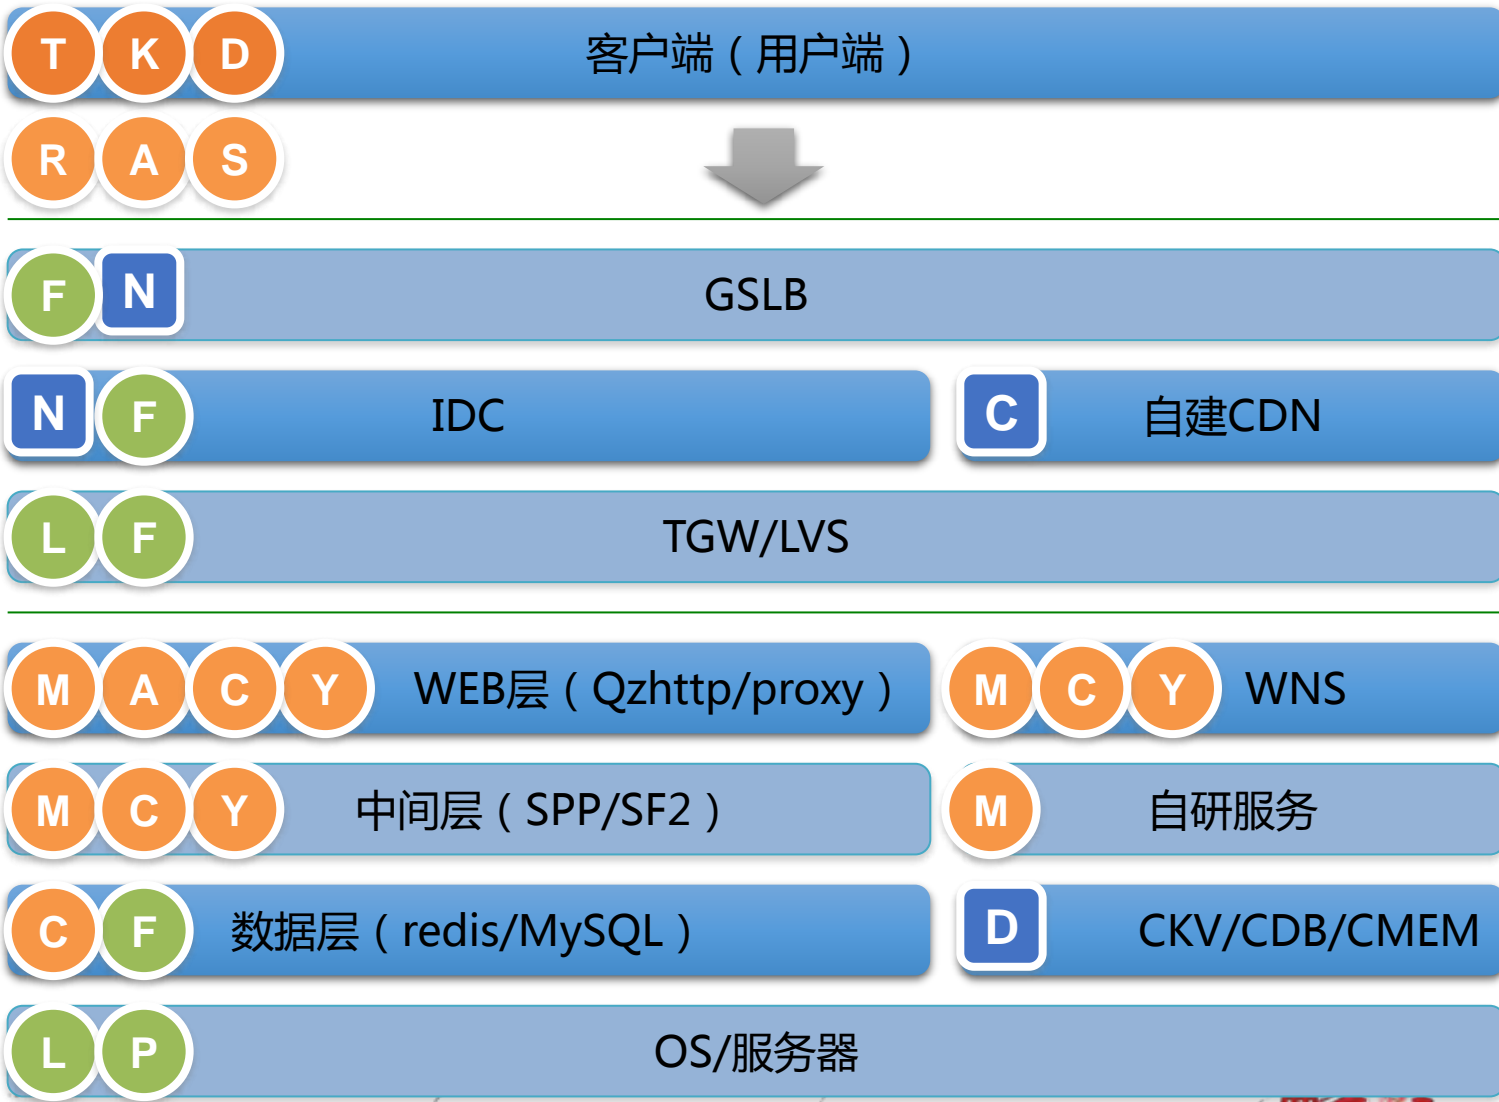 T K D 客户端（用户端）
R A S
F N GSLB
N F IDC C 自建CDN
L F TGW/LVS
M A C Y WEB层（Qzhttp/proxy） M C Y WNS
M C Y 中间层（SPP/SF2） M 自研服务
C F 数据层（redis/MySQL） D CKV/CDB/CMEM
L P OS/服务器